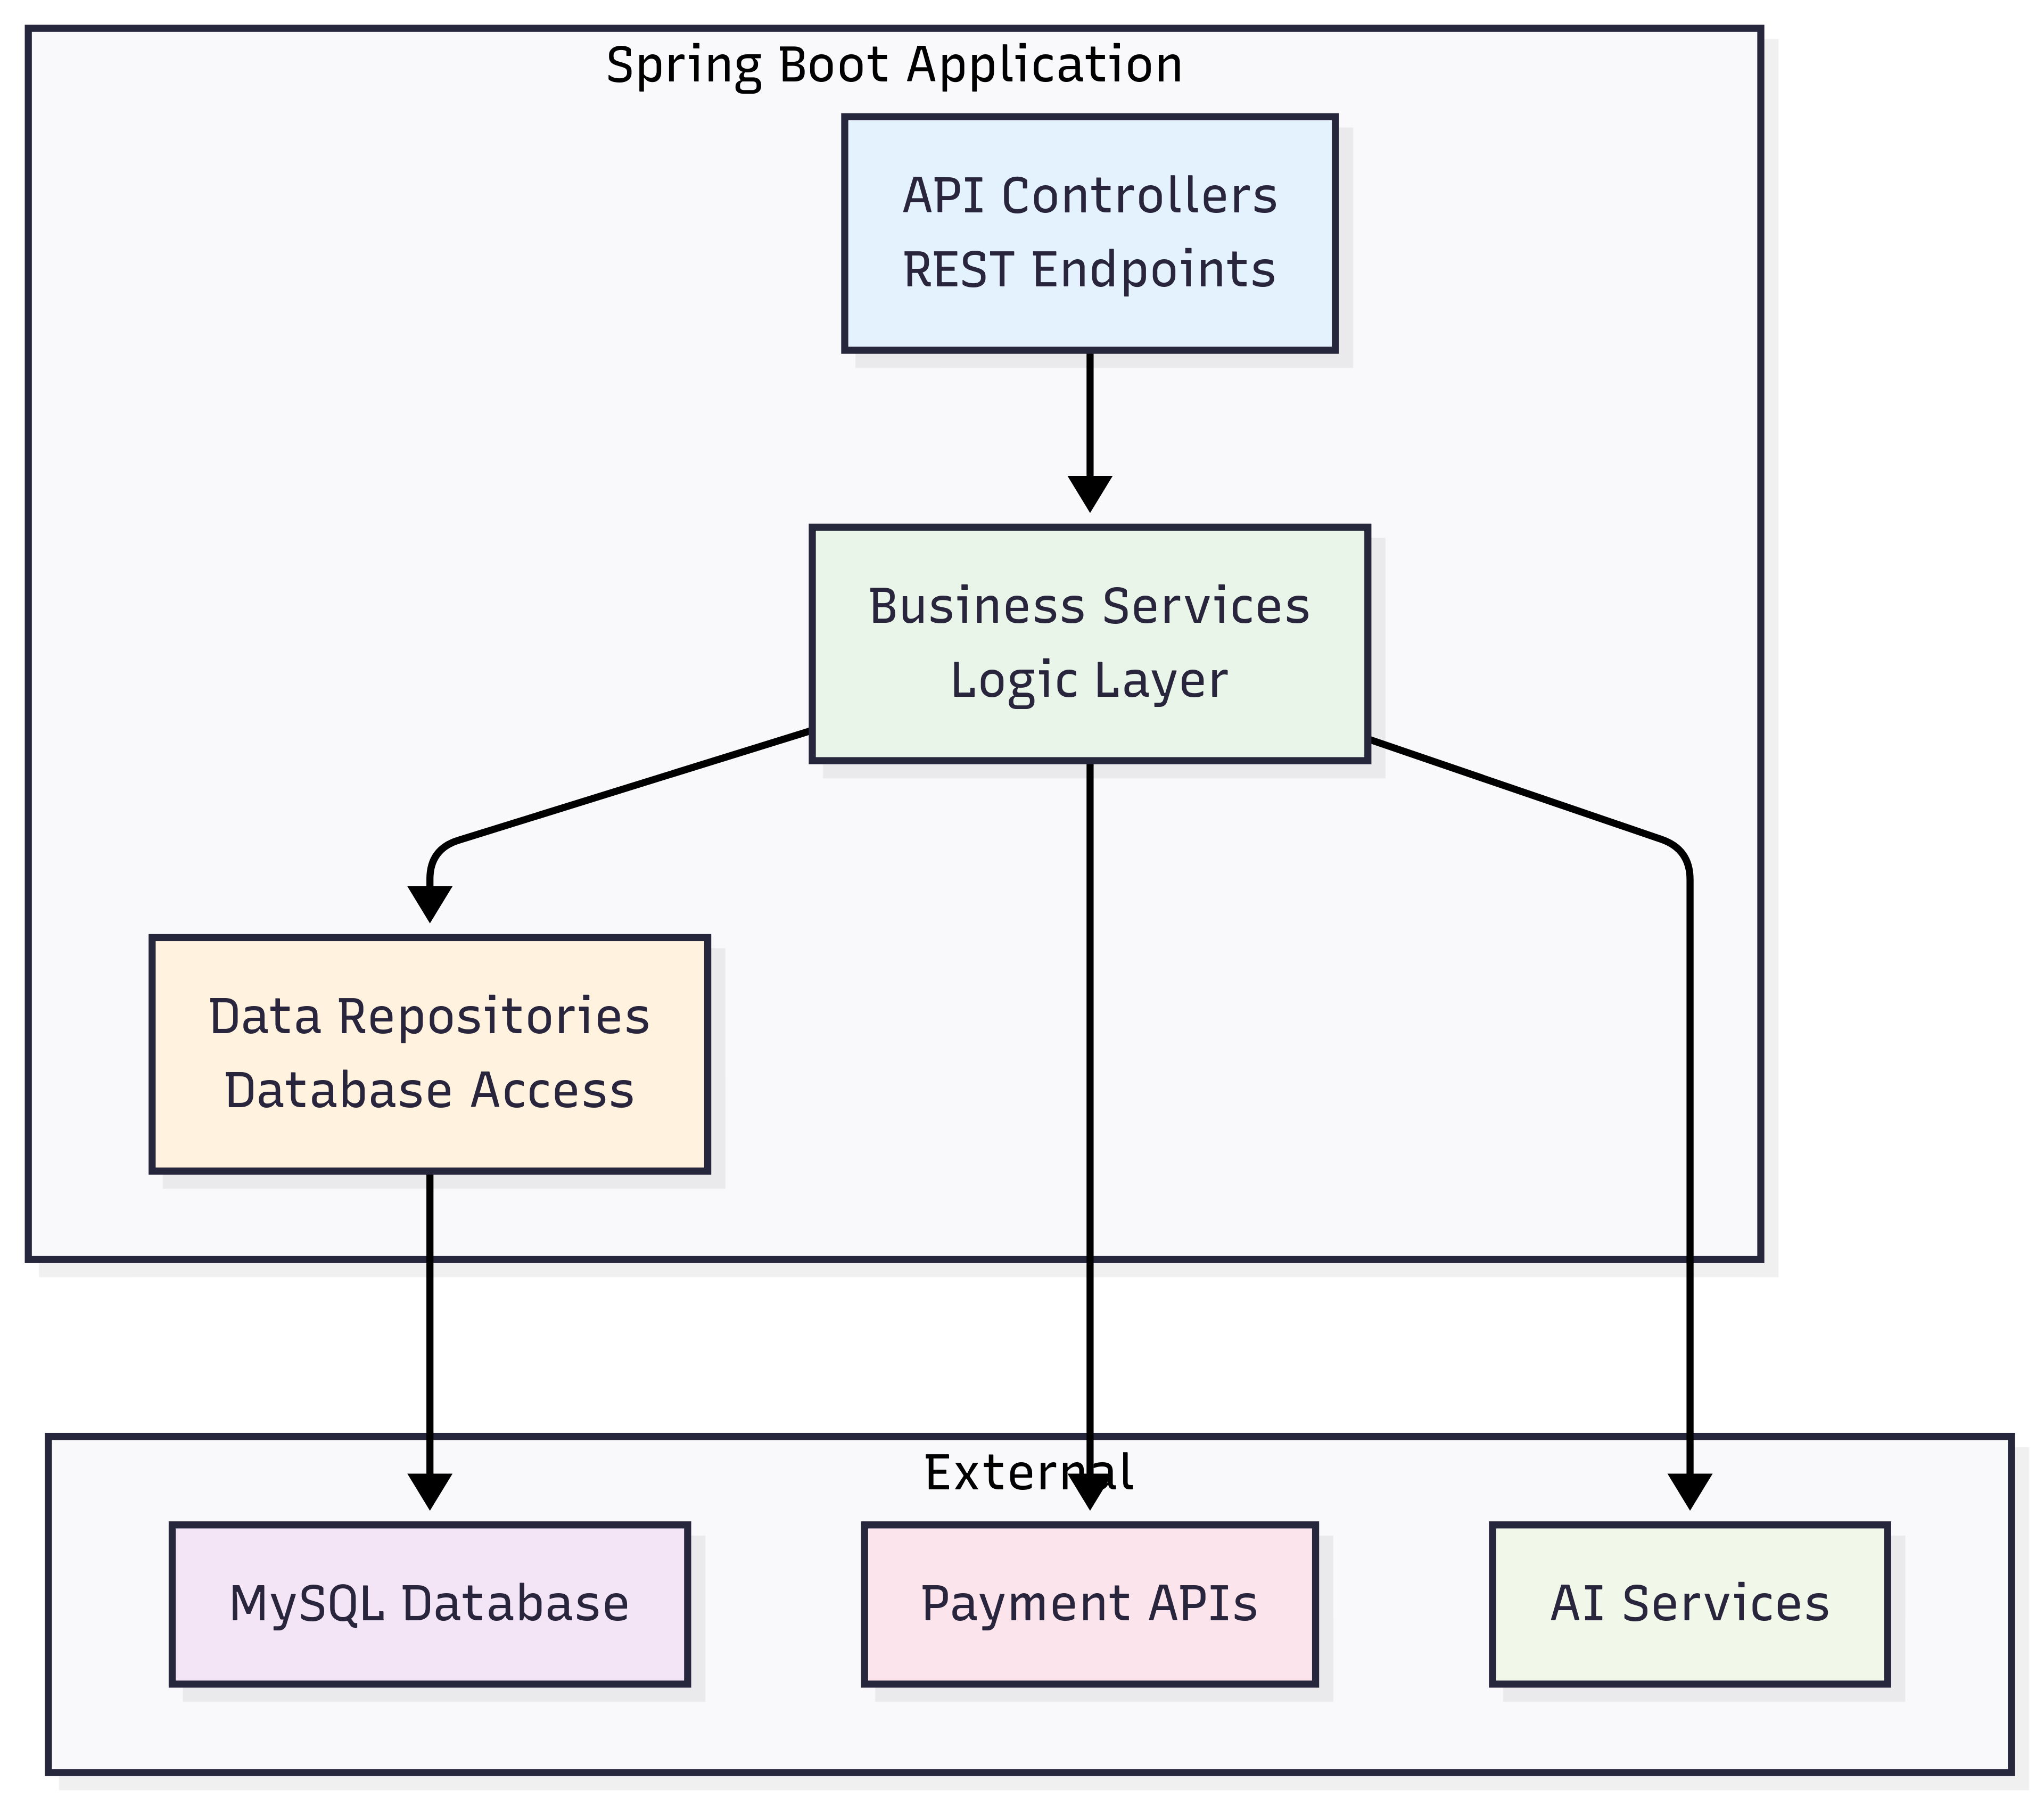 Spring Boot Application
API Controllers
REST Endpoints
Business Services
Logic Layer
Data Repositories
Database Access
External
MySQL Database
Payment APIs
AI Services